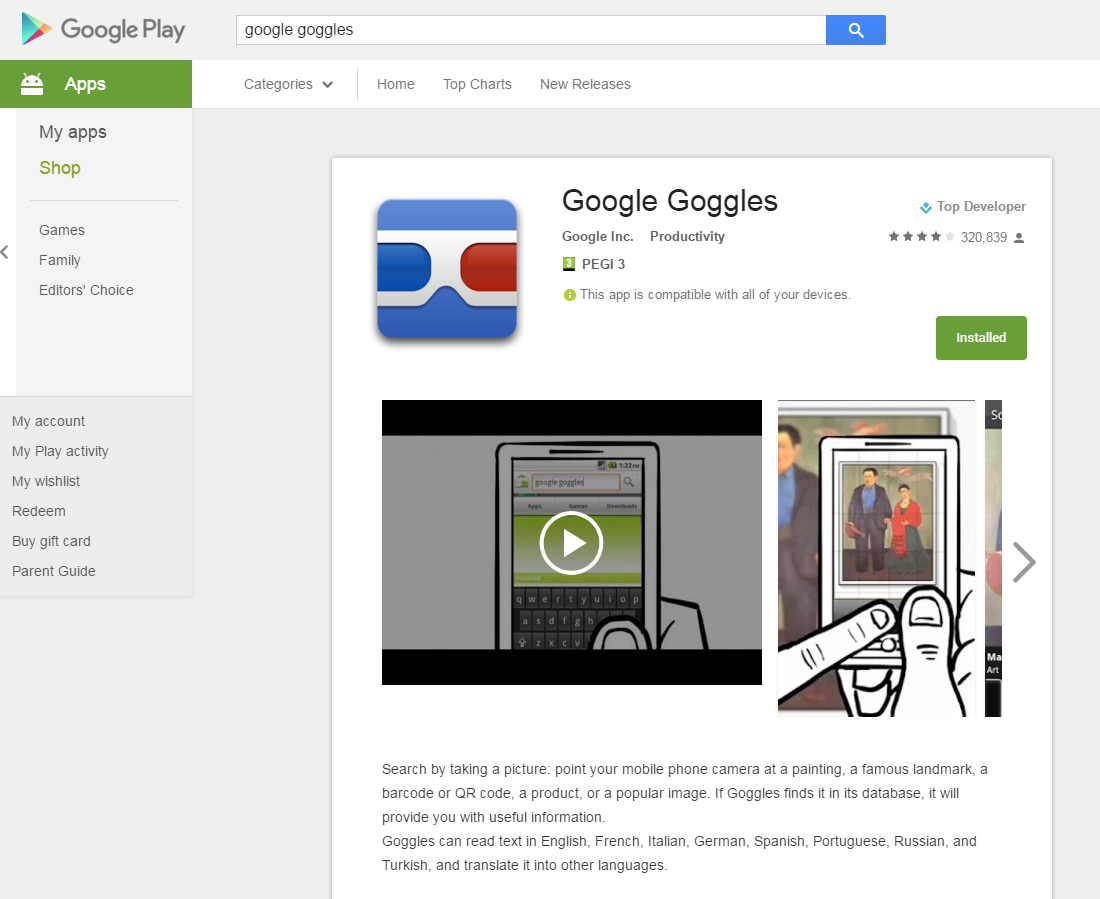 Google Play
google goggles
Apps
Categories
Home
Top Charts
New Releases
My apps
Shop
Games
Family
Editors' Choice
My account
My Play activity
My wishlist
Redeem
Buy gift card
Parent Guide
Google Goggles
Top Developer
Google Inc. Productivity
320,839
3 PEGI 3
This app is compatible with all of your devices.
Installed
1:22 PM
google goggles
Apps Games Downloads
Featured
q w e r t y u i o p
a s d f g h
z x c v
Sc
Ma
Art
Search by taking a picture: point your mobile phone camera at a painting, a famous landmark, a
barcode or QR code, a product, or a popular image. If Goggles finds it in its database, it will
provide you with useful information.
Goggles can read text in English, French, Italian, German, Spanish, Portuguese, Russian, and
Turkish, and translate it into other languages.